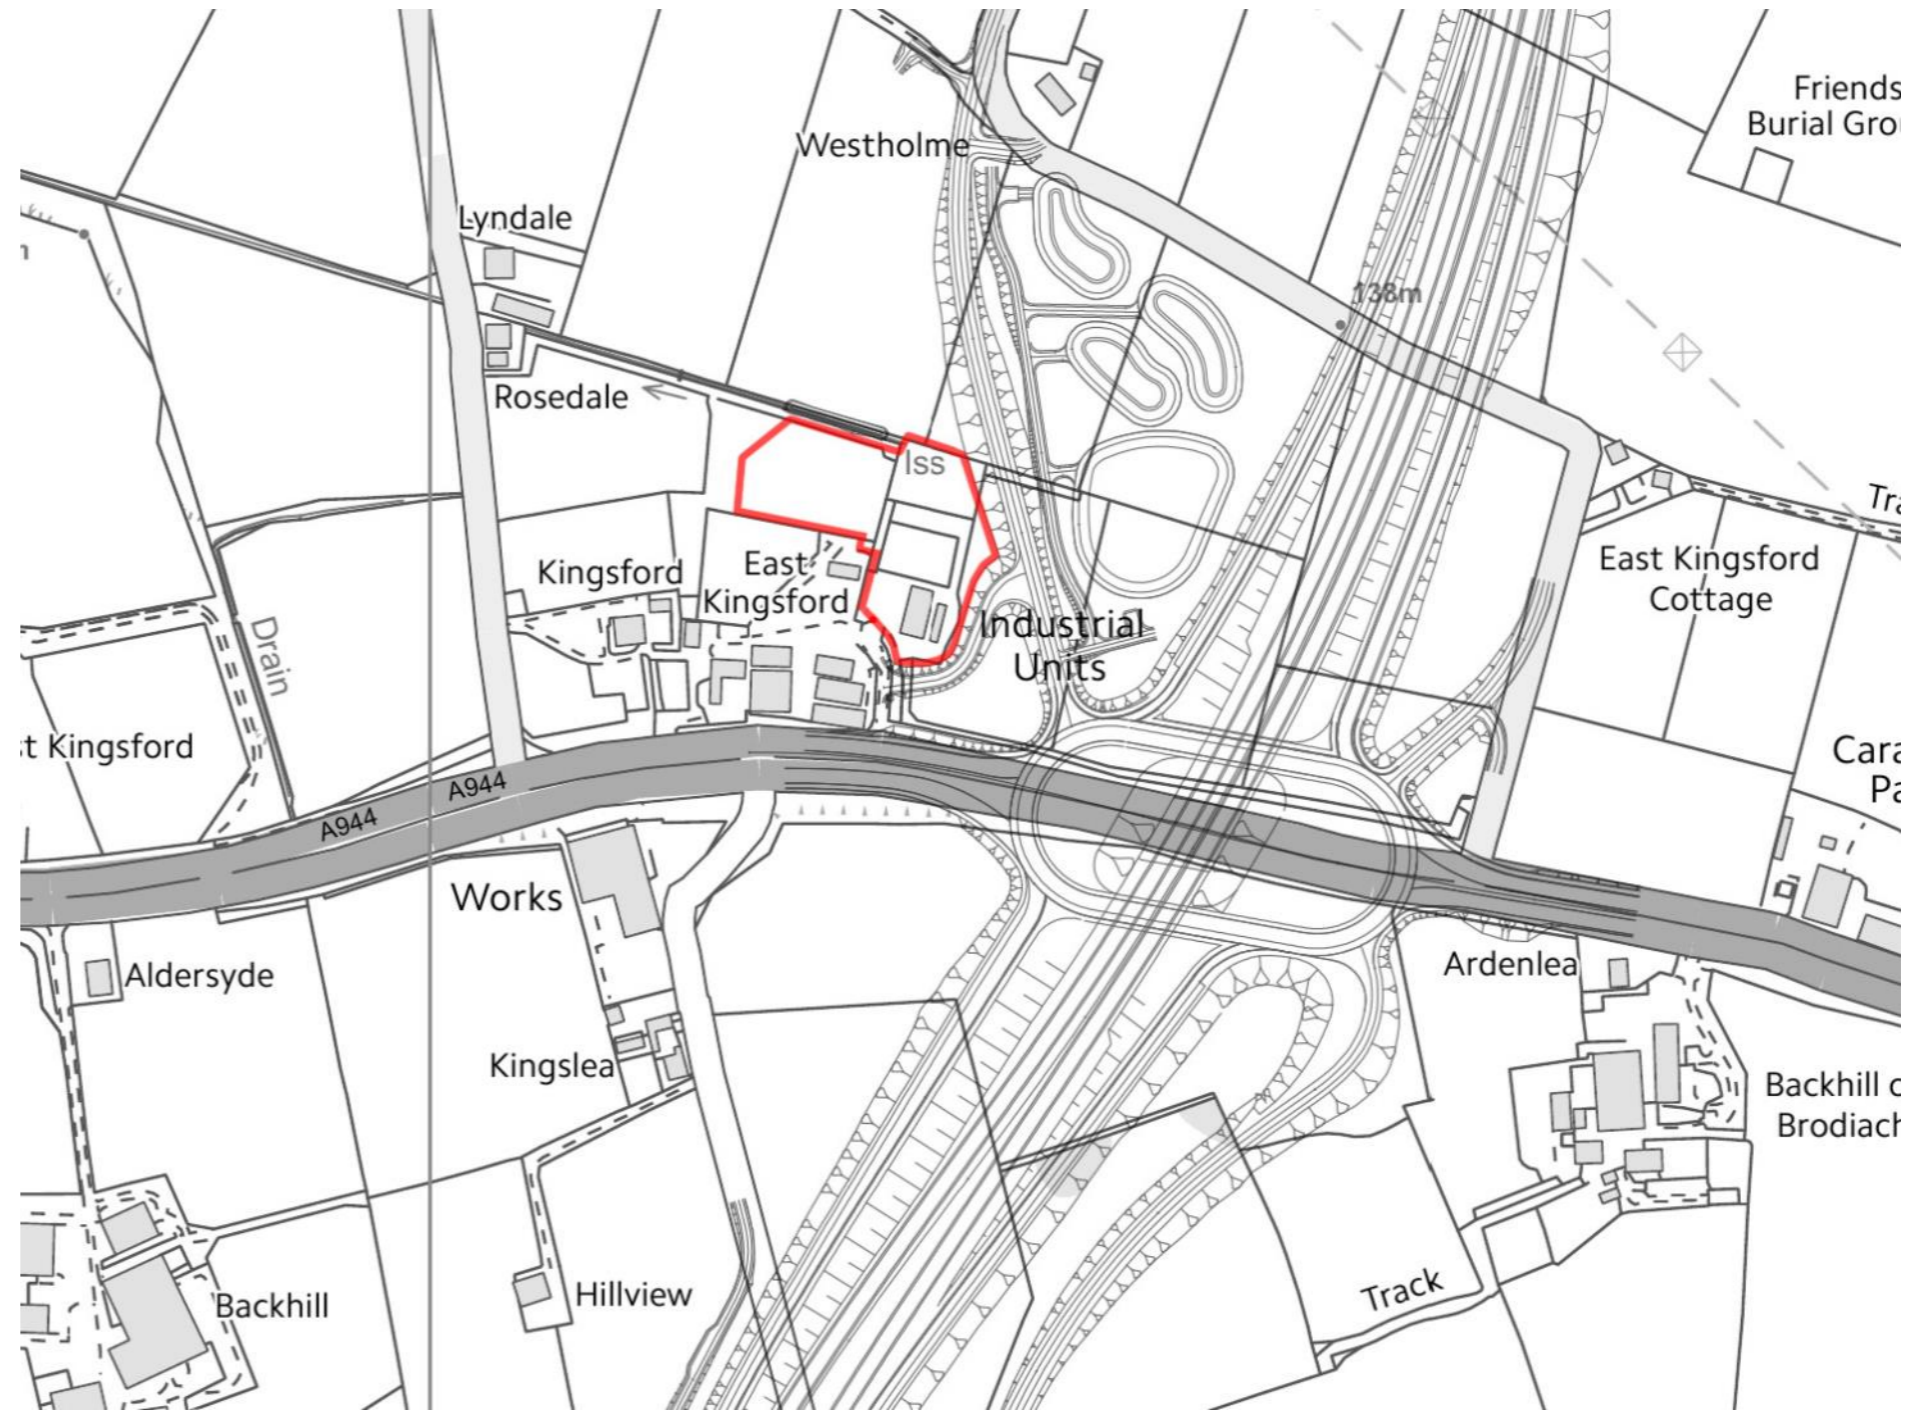 Friends
Burial Gro
Westholme
Lyndale
138m
Rosedale
Iss
Tra
East Kingsford
Cottage
Kingsford
East
Kingsford
Industrial
Units
Drain
st Kingsford
Cara
Pa
A944
A944
Works
Ardenlea
Aldersyde
Kingslea
Backhill o
Brodiach
Track
Hillview
Backhill